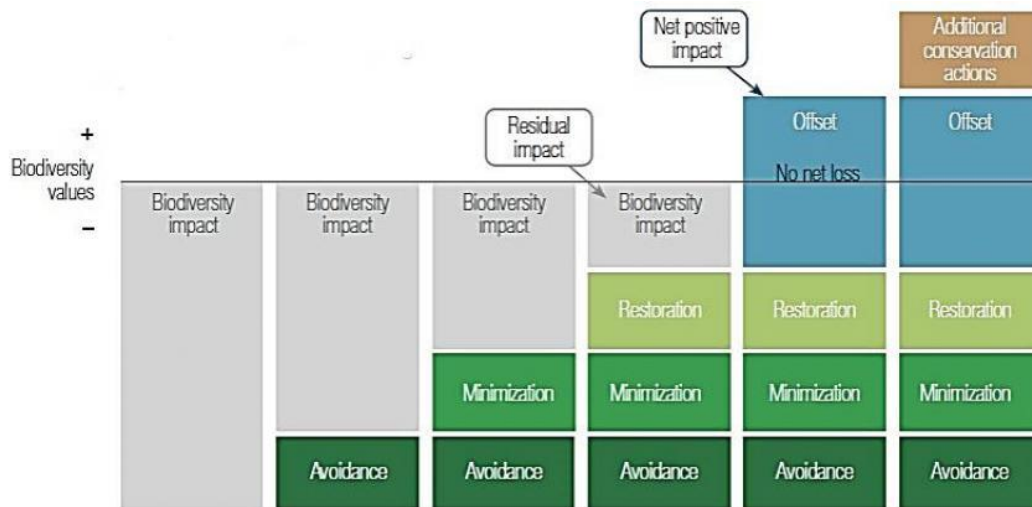 Additional
conservation
actions
Net positive
impact
Offset
Offset
Residual
impact
+
Biodiversity
values
–
No net loss
Biodiversity
impact
Biodiversity
impact
Biodiversity
impact
Biodiversity
impact
Restoration
Restoration
Restoration
Minimization
Minimization
Minimization
Minimization
Avoidance
Avoidance
Avoidance
Avoidance
Avoidance